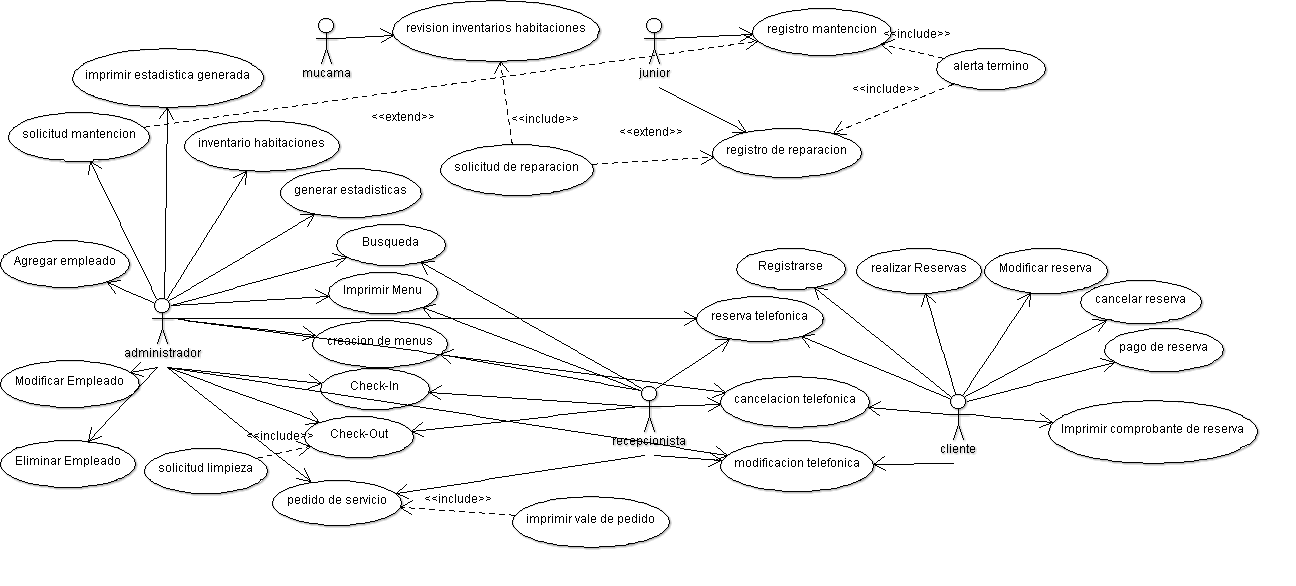 revision inventarios habitaciones
registro mantencion
<<include>>
mucama
junior
alerta termino
imprimir estadistica generada
<<include>>
<<extend>>
<<include>>
<<extend>>
solicitud mantencion
inventario habitaciones
registro de reparacion
solicitud de reparacion
generar estadisticas
Busqueda
Agregar empleado
Registrarse
realizar Reservas
Modificar reserva
Imprimir Menu
cancelar reserva
reserva telefonica
creacion de menus
pago de reserva
administrador
Modificar Empleado
Check-In
cancelacion telefonica
Imprimir comprobante de reserva
<<include>>
Check-Out
recepcionista
cliente
Eliminar Empleado
solicitud limpieza
modificacion telefonica
pedido de servicio
<<include>>
imprimir vale de pedido